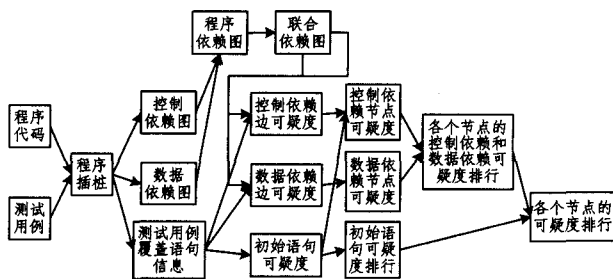 程序
依赖图
联合
依赖图
程序
代码
测试
用例
程序
插桩
控制
依赖图
数据
依赖图
测试用例
覆盖语句
信息
控制依赖
边可疑度
数据依赖
边可疑度
初始语句
可疑度
控制依
赖节点
可疑度
数据依
赖节点
可疑度
初始语
句可疑
度排行
各个节点的
控制依赖和
数据依赖可
疑度排行
各个节点的
可疑度排行